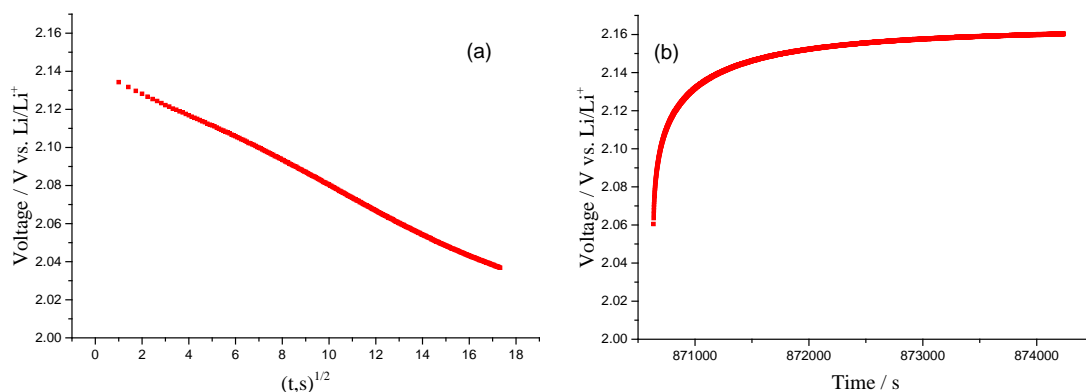 (a)
2.16
2.14
2.12
2.10
2.08
2.06
2.04
2.02
2.00
Voltage / V vs. Li/Li⁺
0 2 4 6 8 10 12 14 16 18
(t,s)¹/²
(b)
2.16
2.14
2.12
2.10
2.08
2.06
2.04
2.02
2.00
Voltage / V vs. Li/Li⁺
871000 872000 873000 874000
Time / s